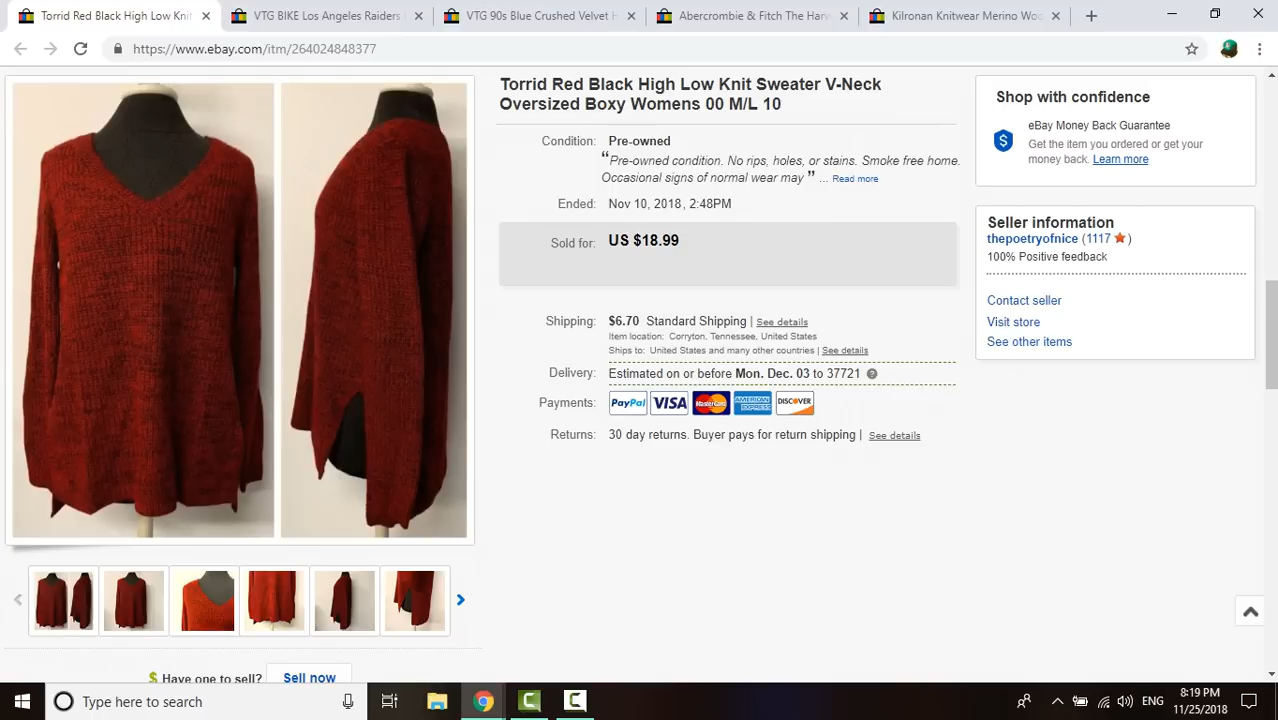 Torrid Red Black High Low Knit
VTG BIKE Los Angeles Raiders
VTG 90s Blue Crushed Velvet H
Abercrombie & Fitch The Harv
Kilronan Knitwear Merino Woo
https://www.ebay.com/itm/264024848377
Torrid Red Black High Low Knit Sweater V-Neck
Oversized Boxy Womens 00 M/L 10
Condition: Pre-owned
“Pre-owned condition. No rips, holes, or stains. Smoke free home.
Occasional signs of normal wear may ” ... Read more
Ended: Nov 10, 2018, 2:48PM
Sold for: US $18.99
Shipping: $6.70 Standard Shipping | See details
Item location: Corryton, Tennessee, United States
Ships to: United States and many other countries | See details
Delivery: Estimated on or before Mon. Dec. 03 to 37721
Payments: PayPal VISA MasterCard AMERICAN EXPRESS DISCOVER
Returns: 30 day returns. Buyer pays for return shipping | See details
Shop with confidence
eBay Money Back Guarantee
Get the item you ordered or get your
money back. Learn more
Seller information
thepoetryofnice (1117 )
100% Positive feedback
Contact seller
Visit store
See other items
$ Have one to sell? Sell now
Type here to search
ENG
8:19 PM
11/25/2018